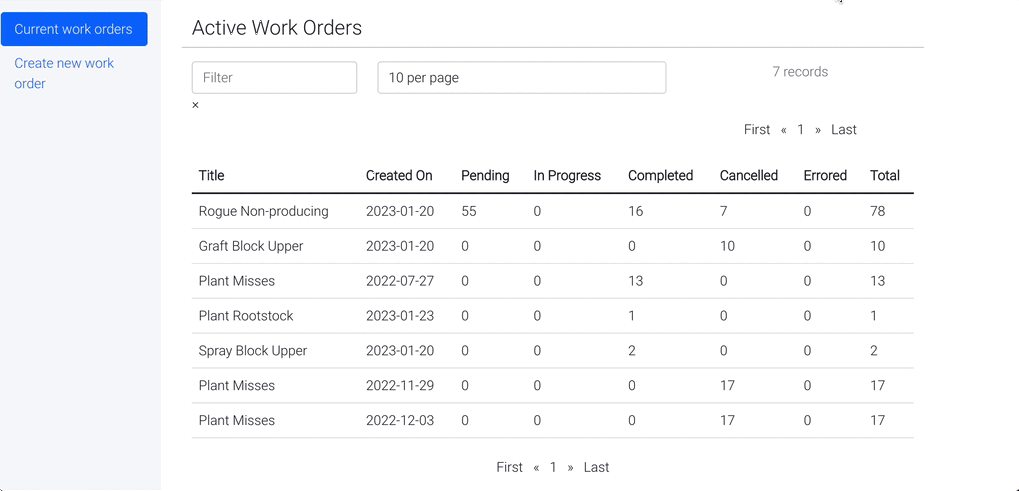 Current work orders
Create new work
order
Active Work Orders
Filter
10 per page
7 records
×
First « 1 » Last
Title Created On Pending In Progress Completed Cancelled Errored Total
Rogue Non-producing 2023-01-20 55 0 16 7 0 78
Graft Block Upper 2023-01-20 0 0 0 10 0 10
Plant Misses 2022-07-27 0 0 13 0 0 13
Plant Rootstock 2023-01-23 0 0 1 0 0 1
Spray Block Upper 2023-01-20 0 0 2 0 0 2
Plant Misses 2022-11-29 0 0 0 17 0 17
Plant Misses 2022-12-03 0 0 0 17 0 17
First « 1 » Last